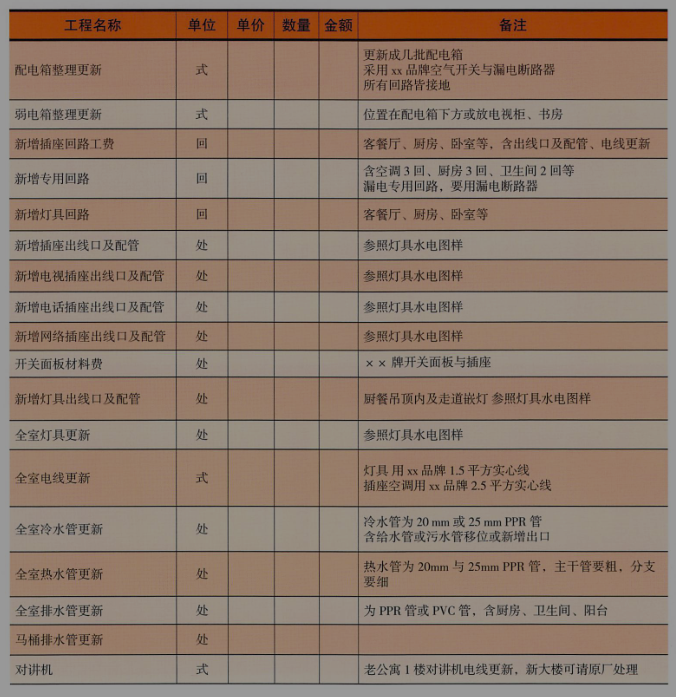 工程名称 单位 单价 数量 金额 备注
配电箱整理更新 式 更新成几批配电箱
采用 xx 品牌空气开关与漏电断路器
所有回路皆接地
弱电箱整理更新 式 位置在配电箱下方或放电视柜、书房
新增插座回路工费 回 客餐厅、厨房、卧室等，含出线口及配管、电线更新
新增专用回路 回 含空调 3 回、厨房 3 回、卫生间 2 回等
漏电专用回路，要用漏电断路器
新增灯具回路 回 客餐厅、厨房、卧室等
新增插座出线口及配管 处 参照灯具水电图样
新增电视插座出线口及配管 处 参照灯具水电图样
新增电话插座出线口及配管 处 参照灯具水电图样
新增网络插座出线口及配管 处 参照灯具水电图样
开关面板材料费 处 ×× 牌开关面板与插座
新增灯具出线口及配管 处 厨餐吊顶内及走道嵌灯 参照灯具水电图样
全室灯具更新 处 参照灯具水电图样
全室电线更新 式 灯具 用 xx 品牌 1.5 平方实心线
插座空调用 xx 品牌 2.5 平方实心线
全室冷水管更新 处 冷水管为 20 mm 或 25 mm PPR 管
含给水管或污水管移位或新增出口
全室热水管更新 处 热水管为 20mm 与 25mm PPR 管，主干管要粗，分支
要细
全室排水管更新 处 为 PPR 管或 PVC 管，含厨房、卫生间、阳台
马桶排水管更新 处
对讲机 式 老公寓 1 楼对讲机电线更新，新大楼可请原厂处理